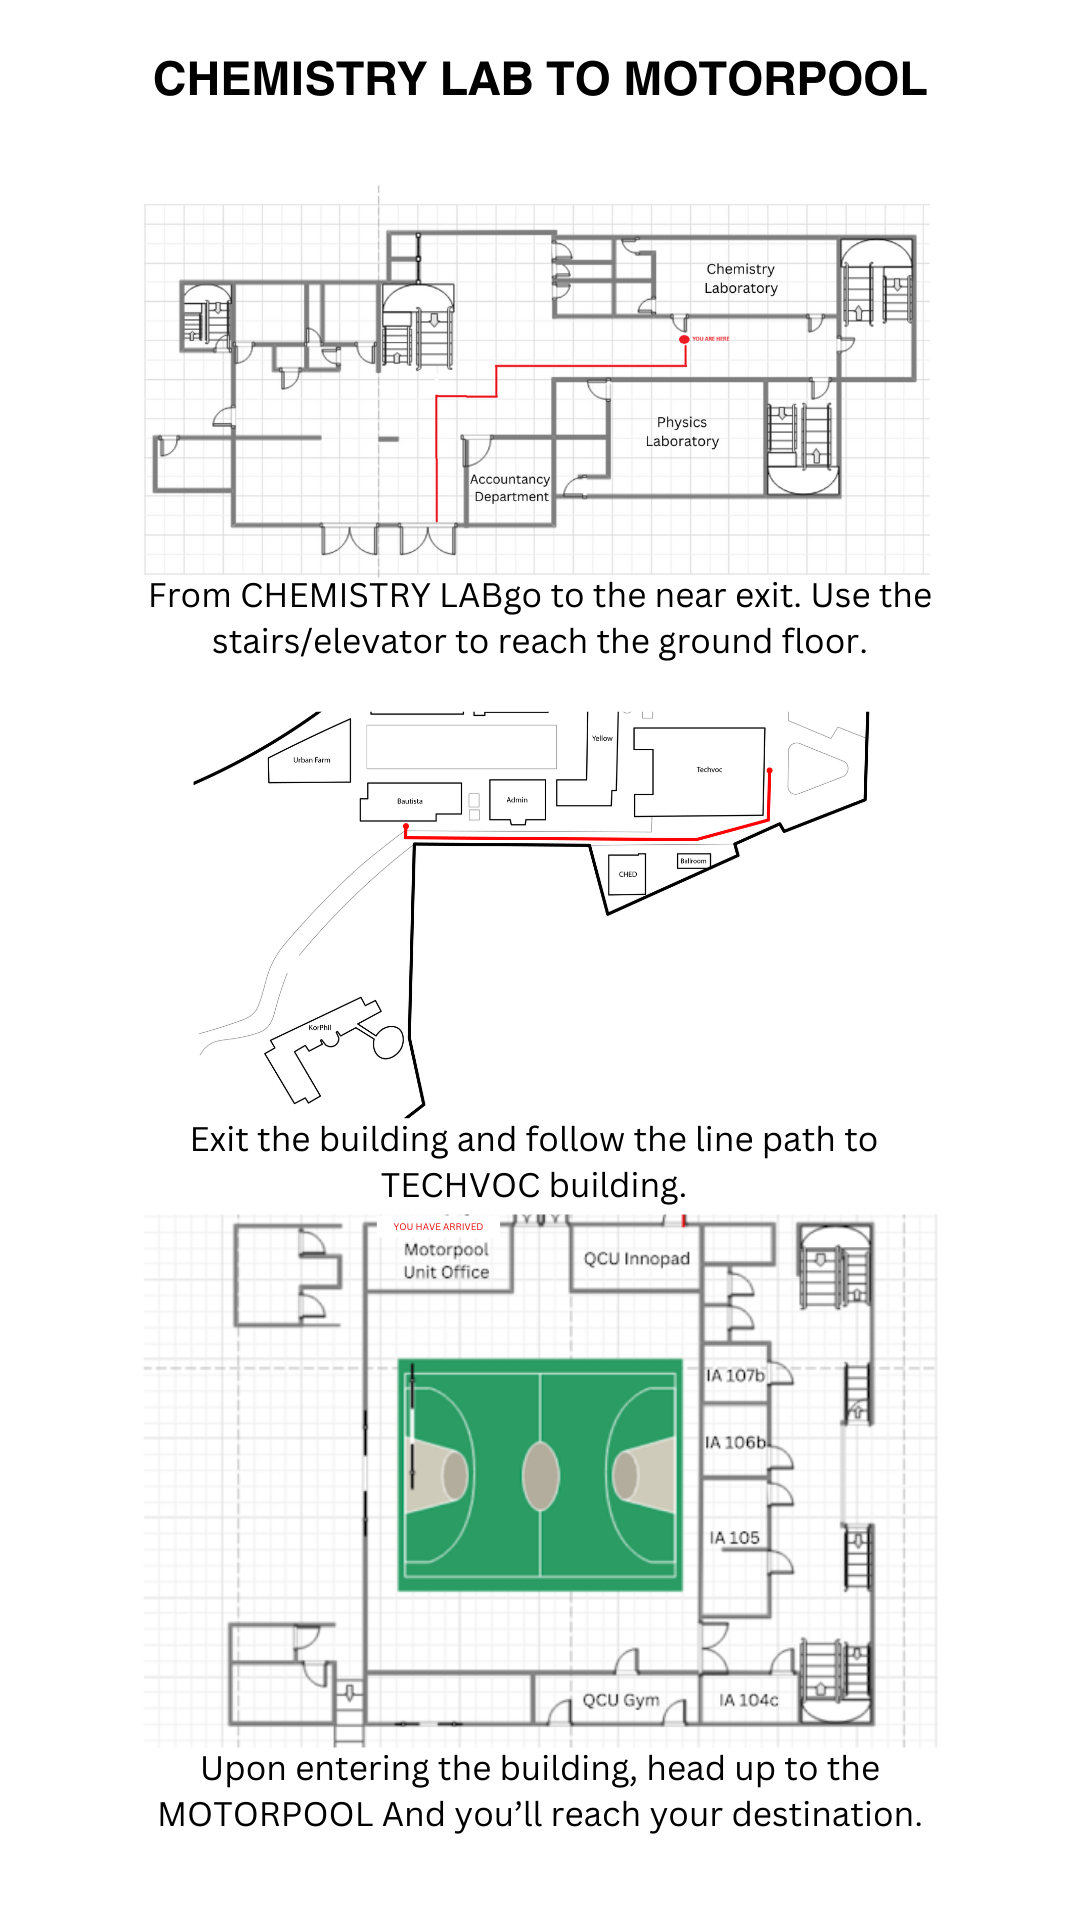 CHEMISTRY LAB TO MOTORPOOL
Chemistry
Laboratory
YOU ARE HERE
Physics
Laboratory
Accountancy
Department
From CHEMISTRY LABgo to the near exit. Use the
stairs/elevator to reach the ground floor.
Yellow
Urban Farm
Techvoc
Bautista
Admin
CHED
Ballroom
KorPhil
Exit the building and follow the line path to
TECHVOC building.
YOU HAVE ARRIVED
Motorpool
Unit Office
QCU Innopad
IA 107b
IA 106b
IA 105
QCU Gym
IA 104c
Upon entering the building, head up to the
MOTORPOOL And you’ll reach your destination.